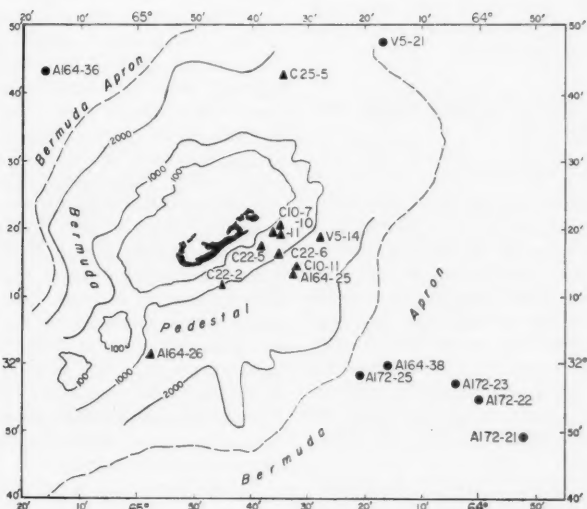 20' 10' 65° 50' 40' 30' 20' 10' 64° 50'
50' 50'
V5-21
A164-36
C25-5
40' 40'
Bermuda Apron
2000
30' 30'
1000
100
Bermuda
C10-7
-10
20' -11 20'
V5-14
C22-5 C22-6
C10-11
C22-2 A164-25
10' 10'
Pedestal
Apron
100
A164-26
32° A164-38 32°
100 A172-25
1000 A172-23
2000 A172-22
50' 50'
A172-21
Bermuda
40' 40'
20' 10' 65° 50' 40' 30' 20' 10' 64° 50'